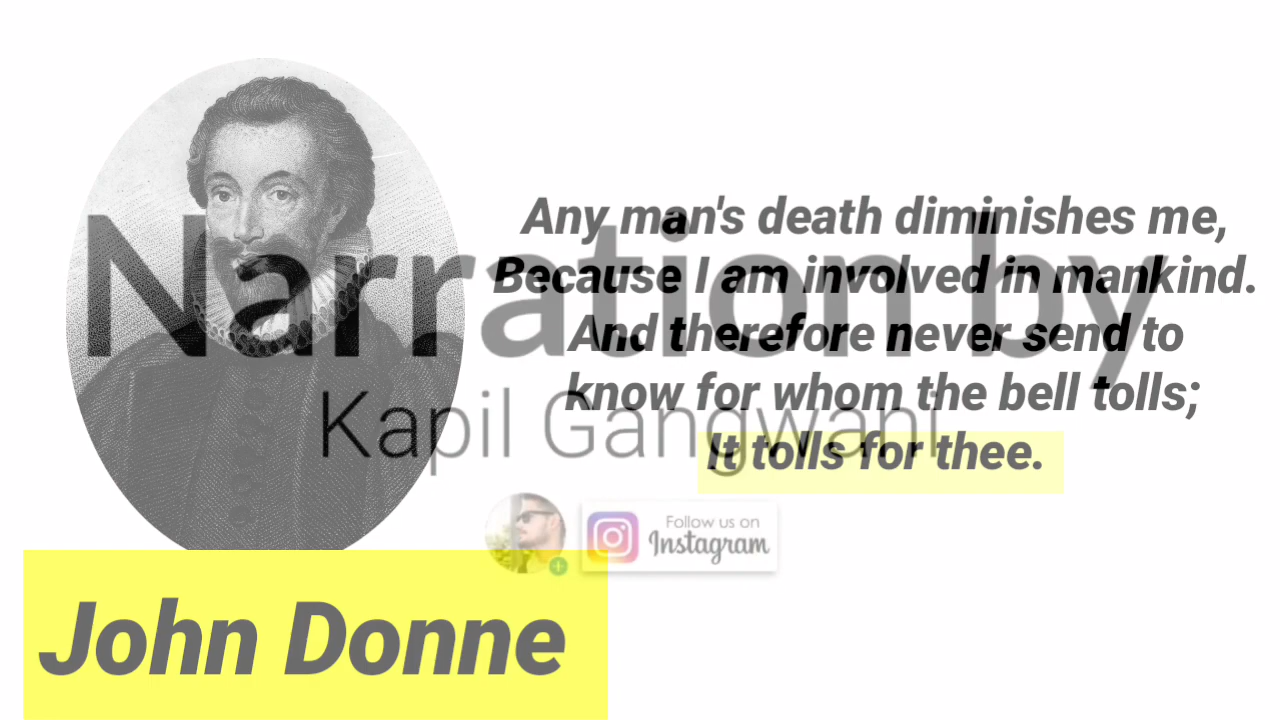 Any man's death diminishes me,
Because I am involved in mankind.
And therefore never send to
know for whom the bell tolls;
It tolls for thee.
Narration by
Kapil Gangwani
Follow us on
Instagram
John Donne